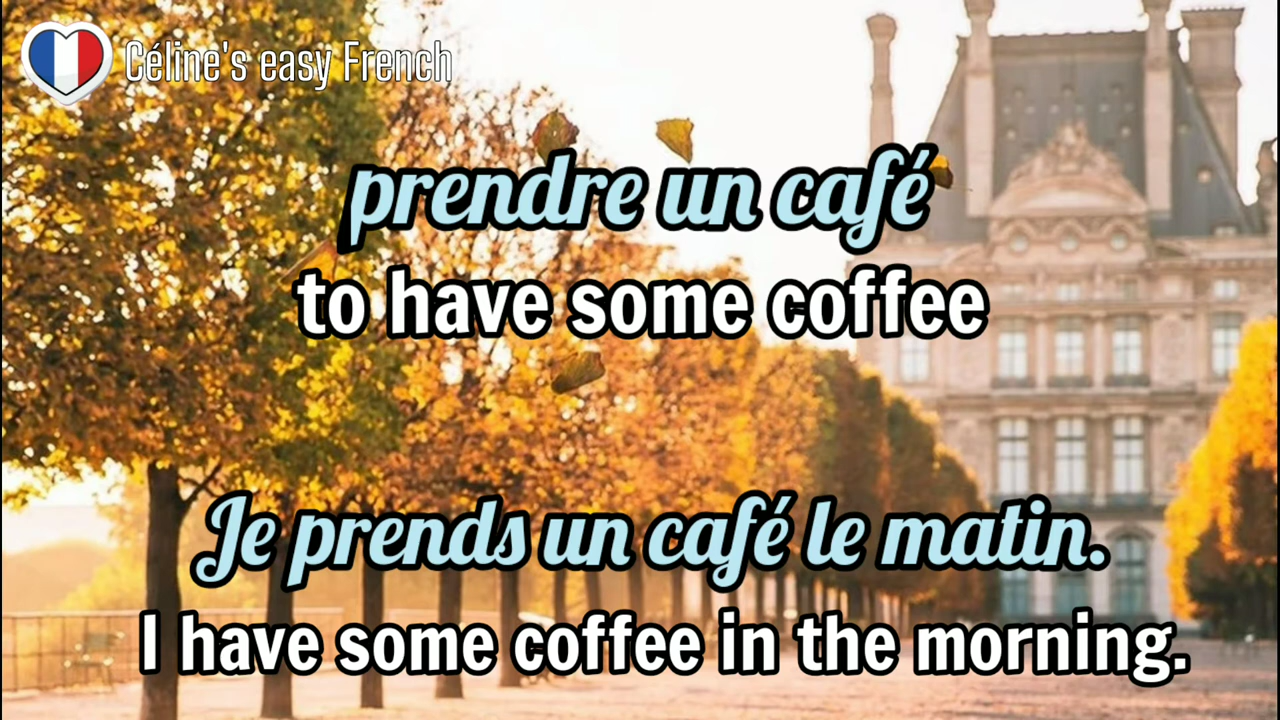 Céline's easy French
prendre un café
to have some coffee
Je prends un café le matin.
I have some coffee in the morning.